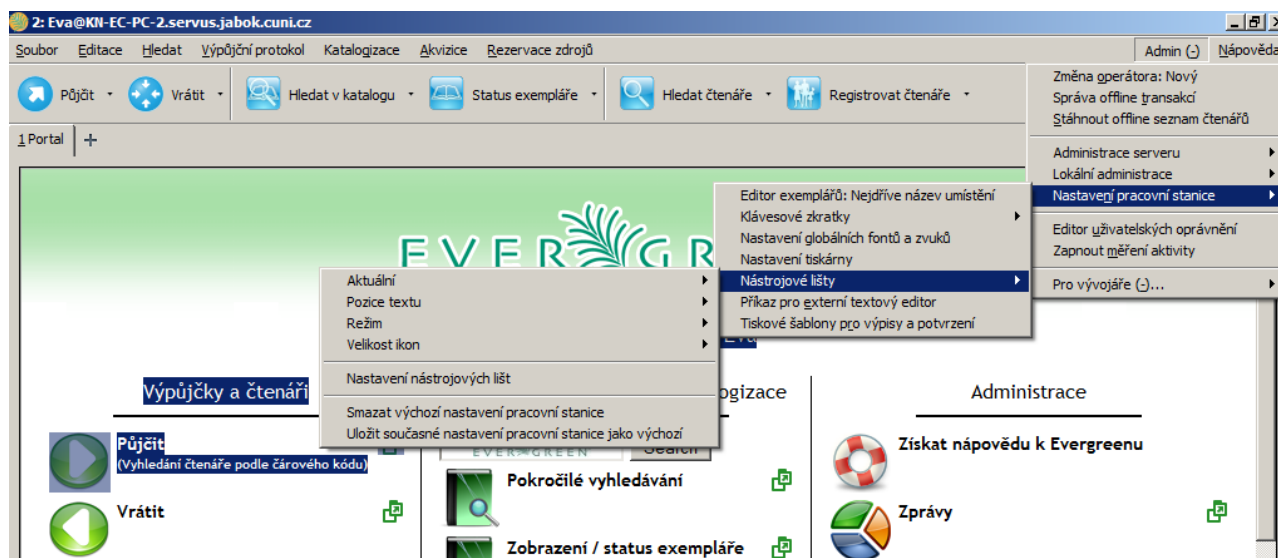 2: Eva@KN-EC-PC-2.servus.jabok.cuni.cz
Soubor Editace Hledat Výpůjční protokol Katalogizace Akvizice Rezervace zdrojů Admin (-) Nápověda
Půjčit Vrátit Hledat v katalogu Status exempláře Hledat čtenáře Registrovat čtenáře
1 Portal
Změna operátora: Nový
Správa offline transakcí
Stáhnout offline seznam čtenářů
Administrace serveru
Lokální administrace
Nastavení pracovní stanice
Editor uživatelských oprávnění
Zapnout měření aktivity
Pro vývojáře (-)...
Editor exemplářů: Nejdříve název umístění
Klávesové zkratky
Nastavení globálních fontů a zvuků
Nastavení tiskárny
Nástrojové lišty
Příkaz pro externí textový editor
Tiskové šablony pro výpisy a potvrzení
Aktuální
Pozice textu
Režim
Velikost ikon
Nastavení nástrojových lišt
Smazat výchozí nastavení pracovní stanice
Uložit současné nastavení pracovní stanice jako výchozí
EVERGR
Eva
Výpůjčky a čtenáři
ogizace
Administrace
Půjčit
(Vyhledání čtenáře podle čárového kódu)
Vrátit
EVERGREEN Search
Pokročilé vyhledávání
Zobrazení / status exempláře
Získat nápovědu k Evergreenu
Zprávy